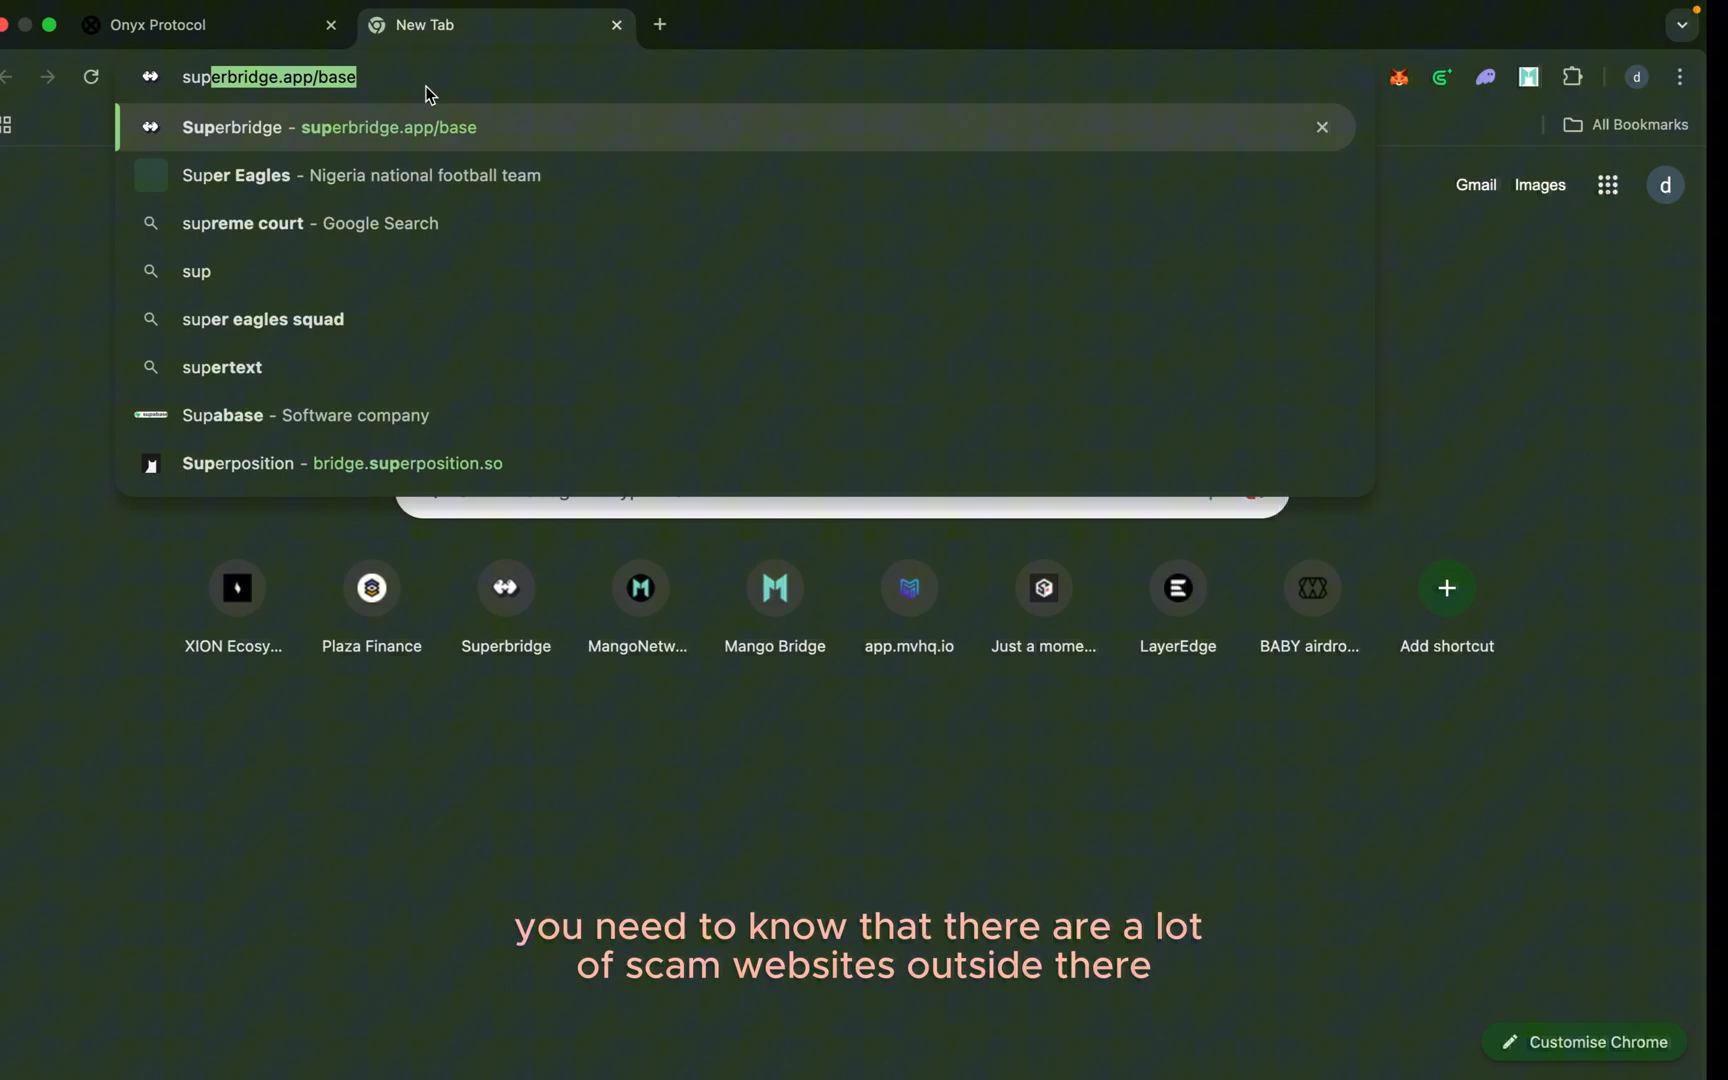 Onyx Protocol
New Tab
superbridge.app/base
d
Superbridge - superbridge.app/base
All Bookmarks
Super Eagles - Nigeria national football team
Gmail
Images
d
supreme court - Google Search
sup
super eagles squad
supertext
supabase
Supabase - Software company
Superposition - bridge.superposition.so
XION Ecosy...
Plaza Finance
Superbridge
MangoNetw...
Mango Bridge
app.mvhq.io
Just a mome...
LayerEdge
BABY airdro...
Add shortcut
you need to know that there are a lot
of scam websites outside there
Customise Chrome